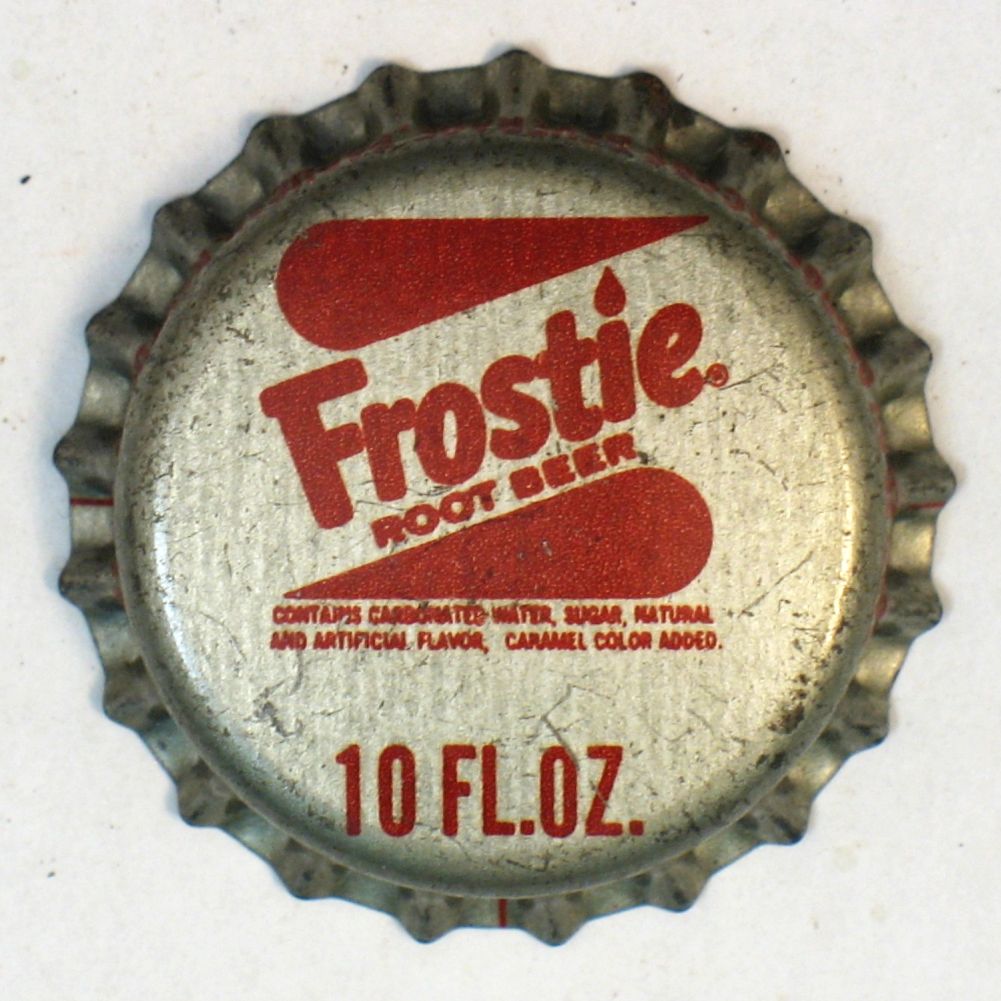 Frostie®
ROOT BEER
CONTAINS CARBONATED WATER, SUGAR, NATURAL
AND ARTIFICIAL FLAVOR, CARAMEL COLOR ADDED.
10 FL.OZ.